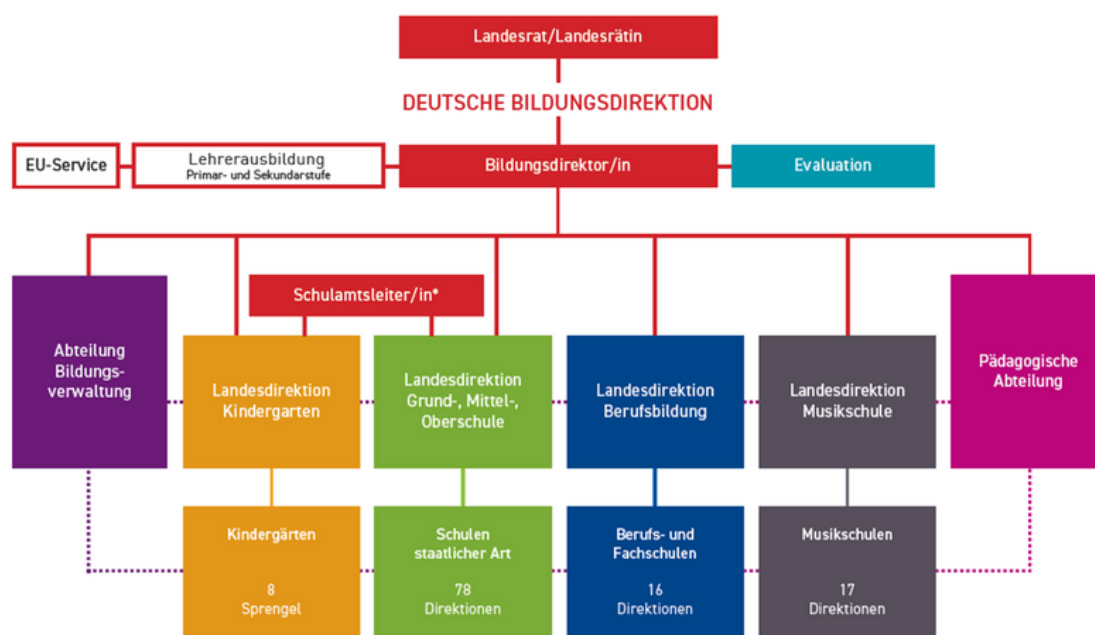 Landesrat/Landesrätin
DEUTSCHE BILDUNGSDIREKTION
EU-Service
Lehrerausbildung
Primar- und Sekundarstufe
Bildungsdirektor/in
Evaluation
Abteilung
Bildungs-
verwaltung
Schulamtsleiter/in*
Landesdirektion
Kindergarten
Landesdirektion
Grund-, Mittel-,
Oberschule
Landesdirektion
Berufsbildung
Landesdirektion
Musikschule
Pädagogische
Abteilung
Kindergärten
8
Sprengel
Schulen
staatlicher Art
78
Direktionen
Berufs- und
Fachschulen
16
Direktionen
Musikschulen
17
Direktionen